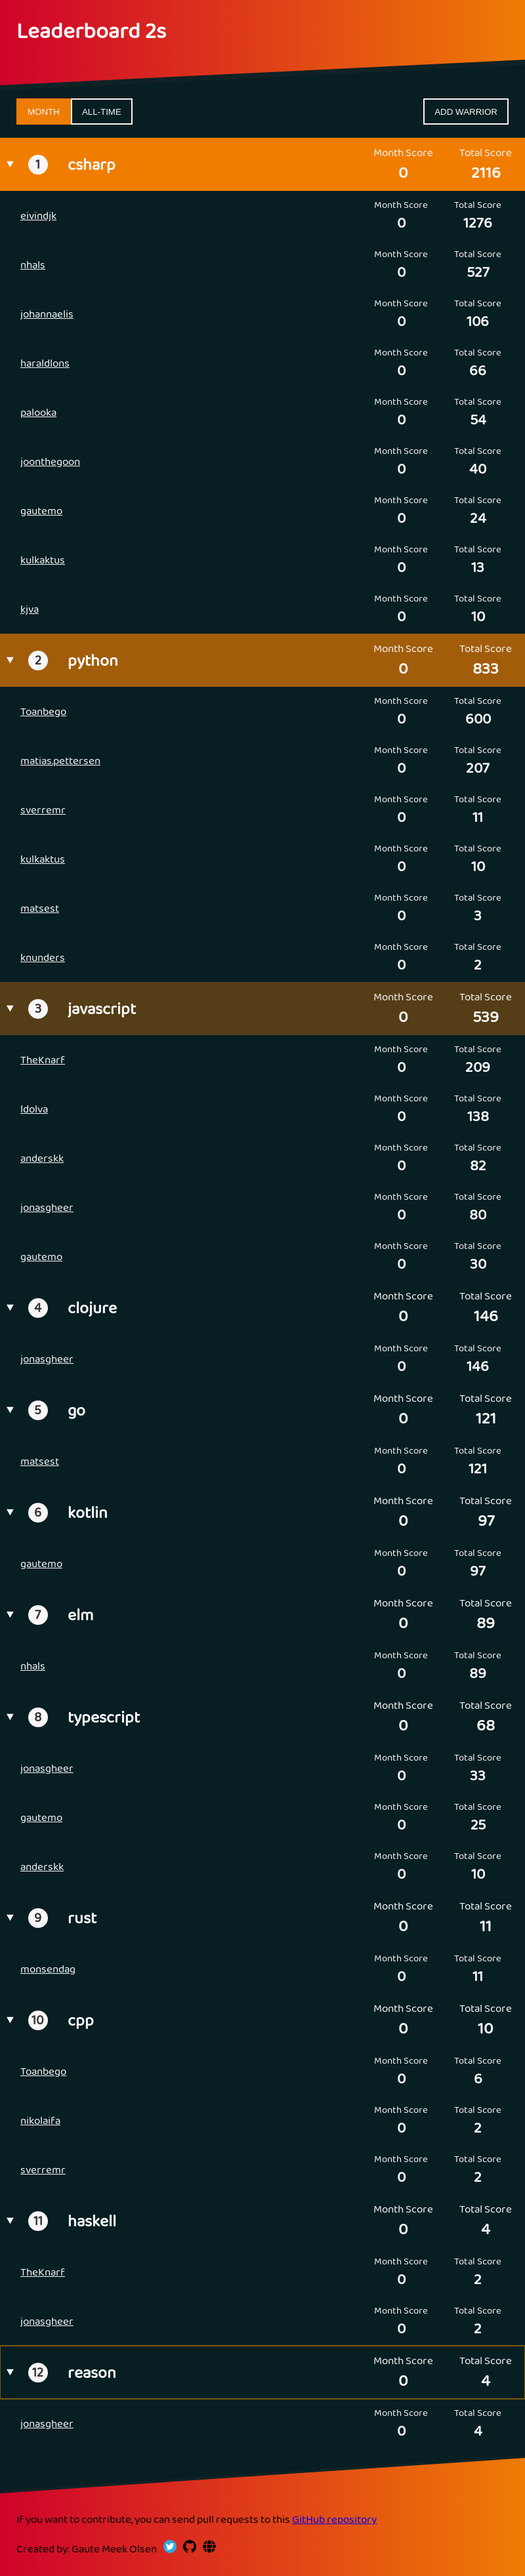 Leaderboard 2s
MONTH ALL-TIME ADD WARRIOR
1 csharp Month Score 0 Total Score 2116
eivindjk Month Score 0 Total Score 1276
nhals Month Score 0 Total Score 527
johannaelis Month Score 0 Total Score 106
haraldlons Month Score 0 Total Score 66
palooka Month Score 0 Total Score 54
joonthegoon Month Score 0 Total Score 40
gautemo Month Score 0 Total Score 24
kulkaktus Month Score 0 Total Score 13
kjva Month Score 0 Total Score 10
2 python Month Score 0 Total Score 833
Toanbego Month Score 0 Total Score 600
matias.pettersen Month Score 0 Total Score 207
sverremr Month Score 0 Total Score 11
kulkaktus Month Score 0 Total Score 10
matsest Month Score 0 Total Score 3
knunders Month Score 0 Total Score 2
3 javascript Month Score 0 Total Score 539
TheKnarf Month Score 0 Total Score 209
ldolva Month Score 0 Total Score 138
anderskk Month Score 0 Total Score 82
jonasgheer Month Score 0 Total Score 80
gautemo Month Score 0 Total Score 30
4 clojure Month Score 0 Total Score 146
jonasgheer Month Score 0 Total Score 146
5 go Month Score 0 Total Score 121
matsest Month Score 0 Total Score 121
6 kotlin Month Score 0 Total Score 97
gautemo Month Score 0 Total Score 97
7 elm Month Score 0 Total Score 89
nhals Month Score 0 Total Score 89
8 typescript Month Score 0 Total Score 68
jonasgheer Month Score 0 Total Score 33
gautemo Month Score 0 Total Score 25
anderskk Month Score 0 Total Score 10
9 rust Month Score 0 Total Score 11
monsendag Month Score 0 Total Score 11
10 cpp Month Score 0 Total Score 10
Toanbego Month Score 0 Total Score 6
nikolaifa Month Score 0 Total Score 2
sverremr Month Score 0 Total Score 2
11 haskell Month Score 0 Total Score 4
TheKnarf Month Score 0 Total Score 2
jonasgheer Month Score 0 Total Score 2
12 reason Month Score 0 Total Score 4
jonasgheer Month Score 0 Total Score 4
If you want to contribute, you can send pull requests to this GitHub repository
Created by: Gaute Meek Olsen